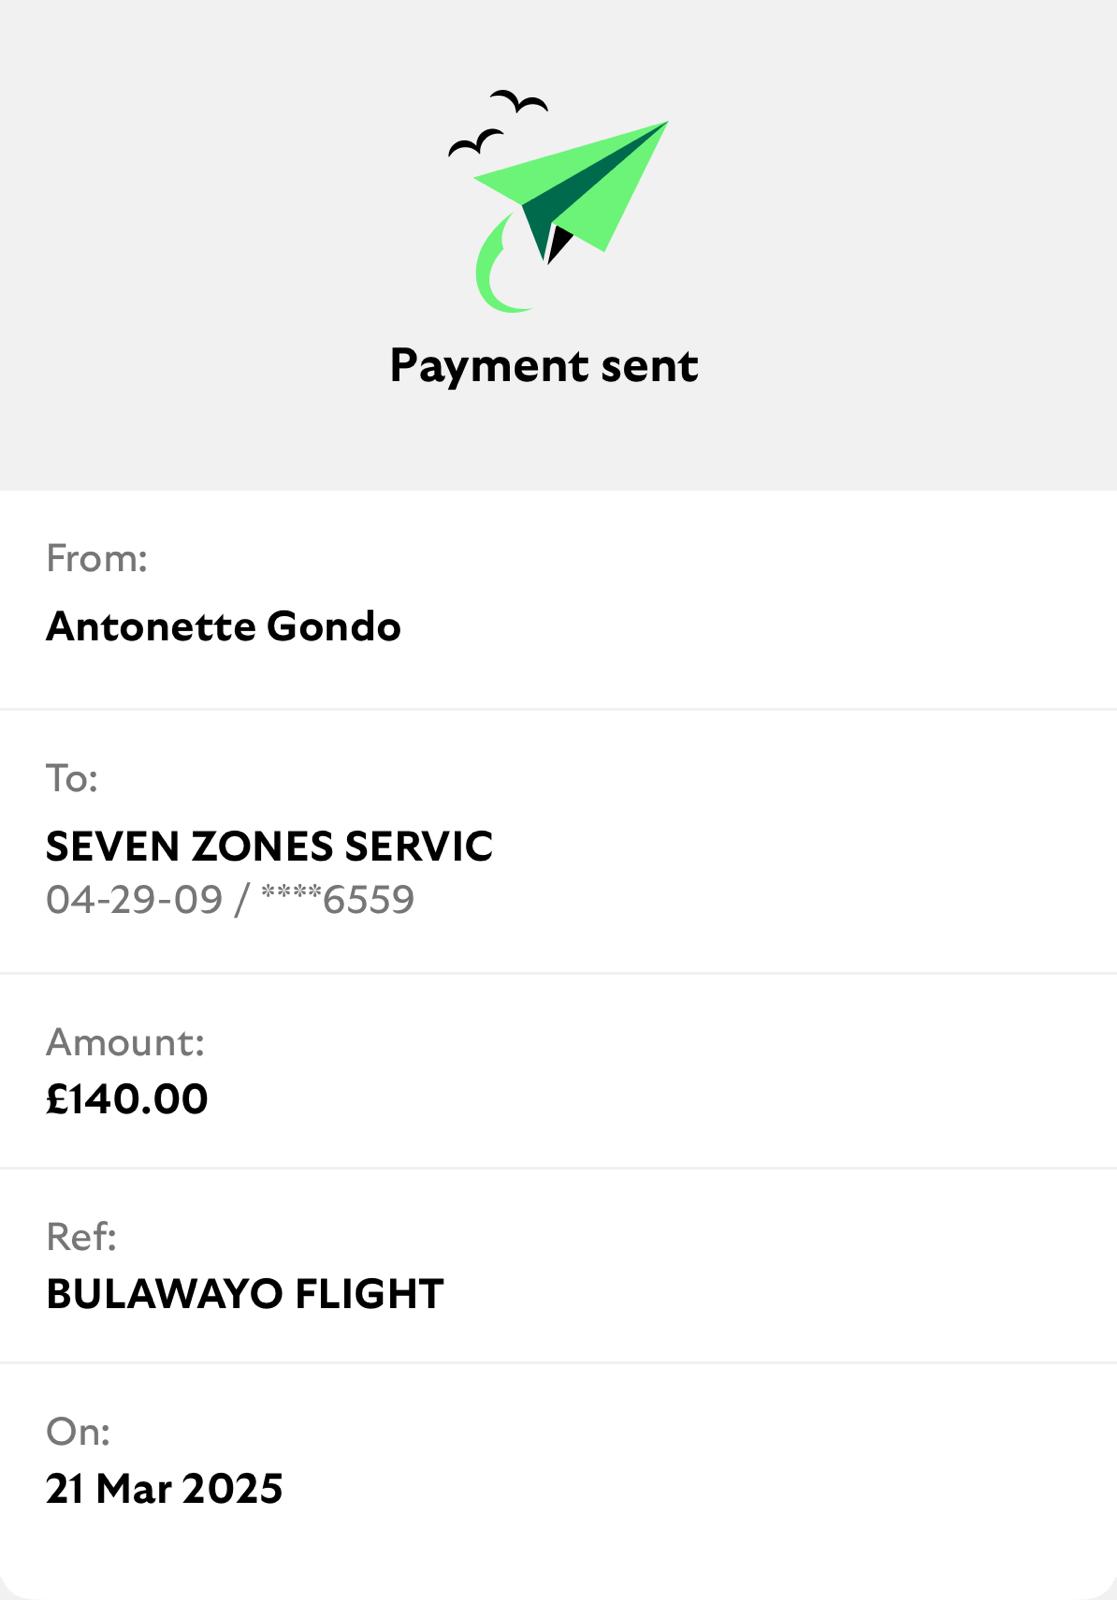 Payment sent
From:
Antonette Gondo
To:
SEVEN ZONES SERVIC
04-29-09 / ****6559
Amount:
£140.00
Ref:
BULAWAYO FLIGHT
On:
21 Mar 2025